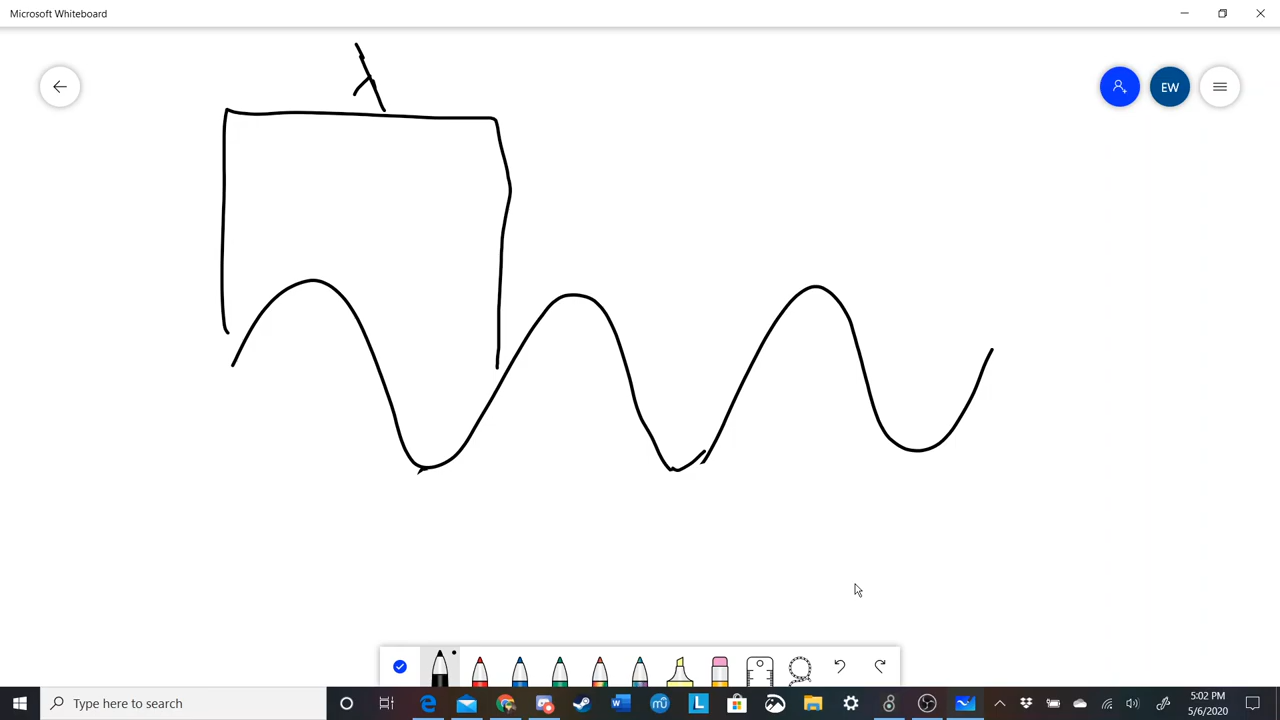 Microsoft Whiteboard
λ
EW
Type here to search
5:02 PM
5/6/2020